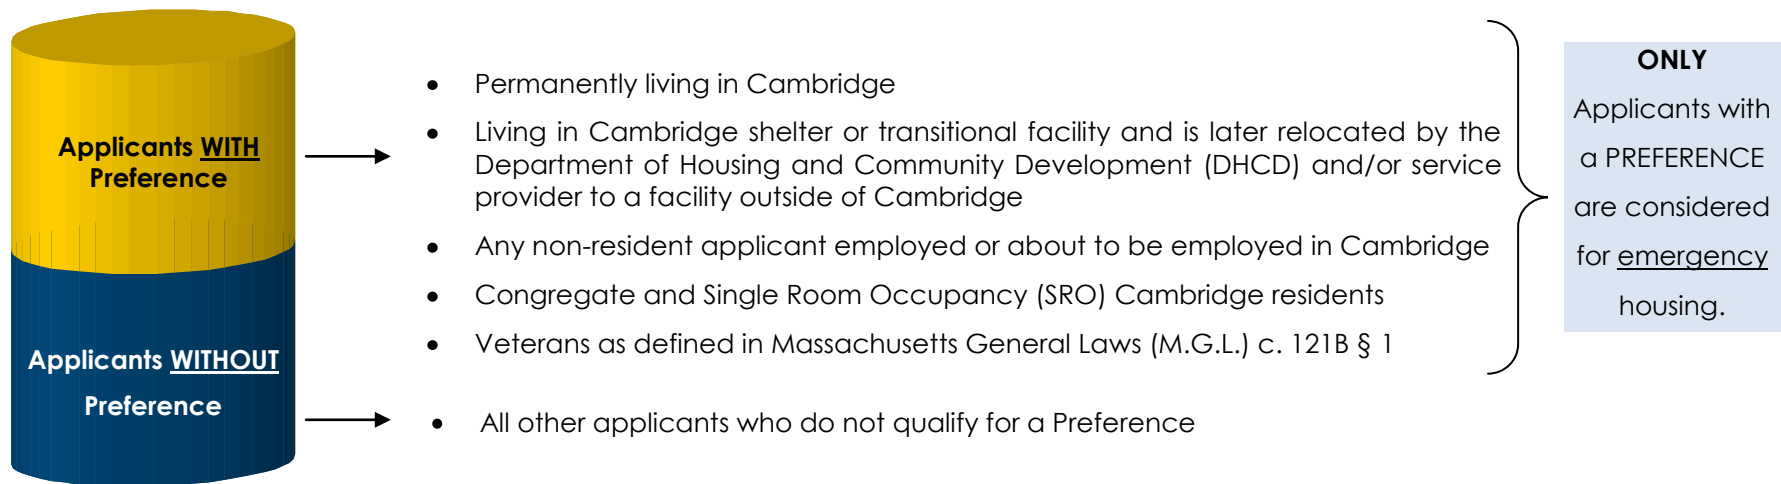 Applicants WITH
Preference
• Permanently living in Cambridge
• Living in Cambridge shelter or transitional facility and is later relocated by the
Department of Housing and Community Development (DHCD) and/or service
provider to a facility outside of Cambridge
• Any non-resident applicant employed or about to be employed in Cambridge
• Congregate and Single Room Occupancy (SRO) Cambridge residents
• Veterans as defined in Massachusetts General Laws (M.G.L.) c. 121B § 1
ONLY
Applicants with
a PREFERENCE
are considered
for emergency
housing.
Applicants WITHOUT
Preference
• All other applicants who do not qualify for a Preference